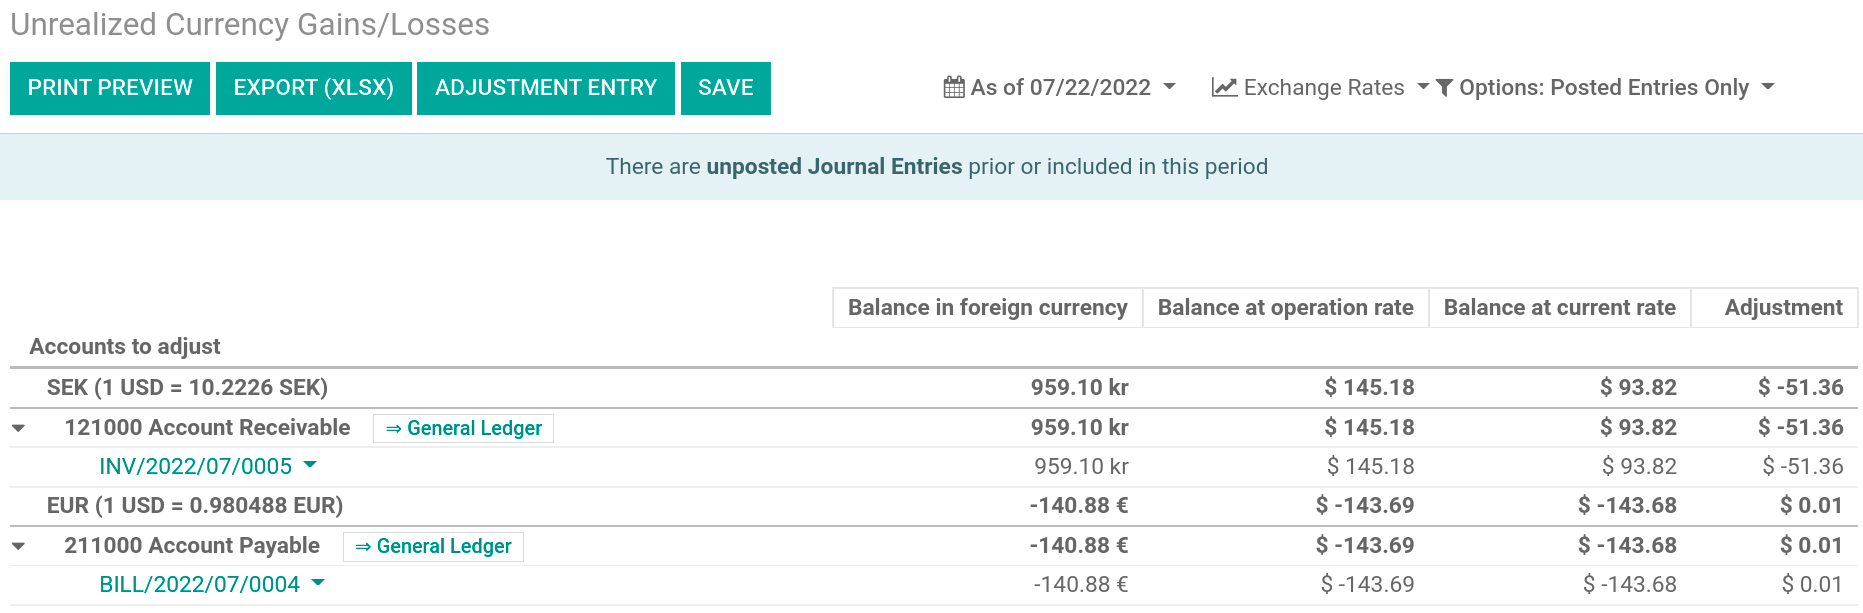 Unrealized Currency Gains/Losses
PRINT PREVIEW EXPORT (XLSX) ADJUSTMENT ENTRY SAVE As of 07/22/2022 Exchange Rates Options: Posted Entries Only
There are unposted Journal Entries prior or included in this period
Balance in foreign currency Balance at operation rate Balance at current rate Adjustment
Accounts to adjust
SEK (1 USD = 10.2226 SEK) 959.10 kr $ 145.18 $ 93.82 $ -51.36
121000 Account Receivable ⇒ General Ledger 959.10 kr $ 145.18 $ 93.82 $ -51.36
INV/2022/07/0005 959.10 kr $ 145.18 $ 93.82 $ -51.36
EUR (1 USD = 0.980488 EUR) -140.88 € $ -143.69 $ -143.68 $ 0.01
211000 Account Payable ⇒ General Ledger -140.88 € $ -143.69 $ -143.68 $ 0.01
BILL/2022/07/0004 -140.88 € $ -143.69 $ -143.68 $ 0.01